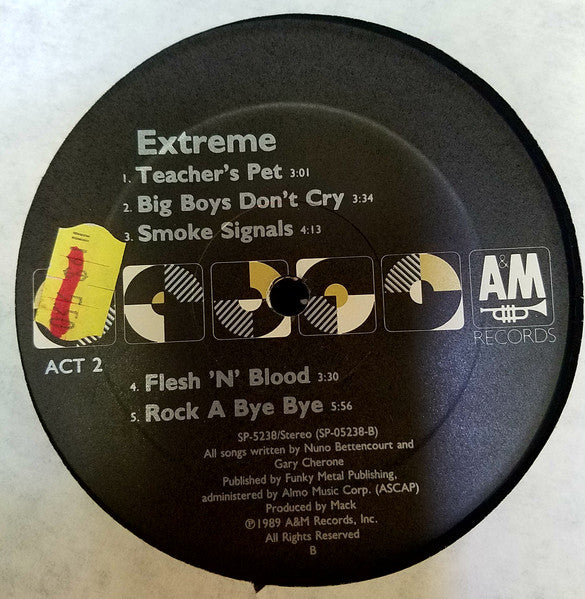 Extreme
1. Teacher's Pet 3:01
2. Big Boys Don't Cry 3:34
3. Smoke Signals 4:13
A&M
RECORDS
ACT 2
4. Flesh 'N' Blood 3:30
5. Rock A Bye Bye 5:56
SP-5238/Stereo (SP-05238-B)
All songs written by Nuno Bettencourt and
Gary Cherone
Published by Funky Metal Publishing,
administered by Almo Music Corp. (ASCAP)
Produced by Mack
℗1989 A&M Records, Inc.
All Rights Reserved
B